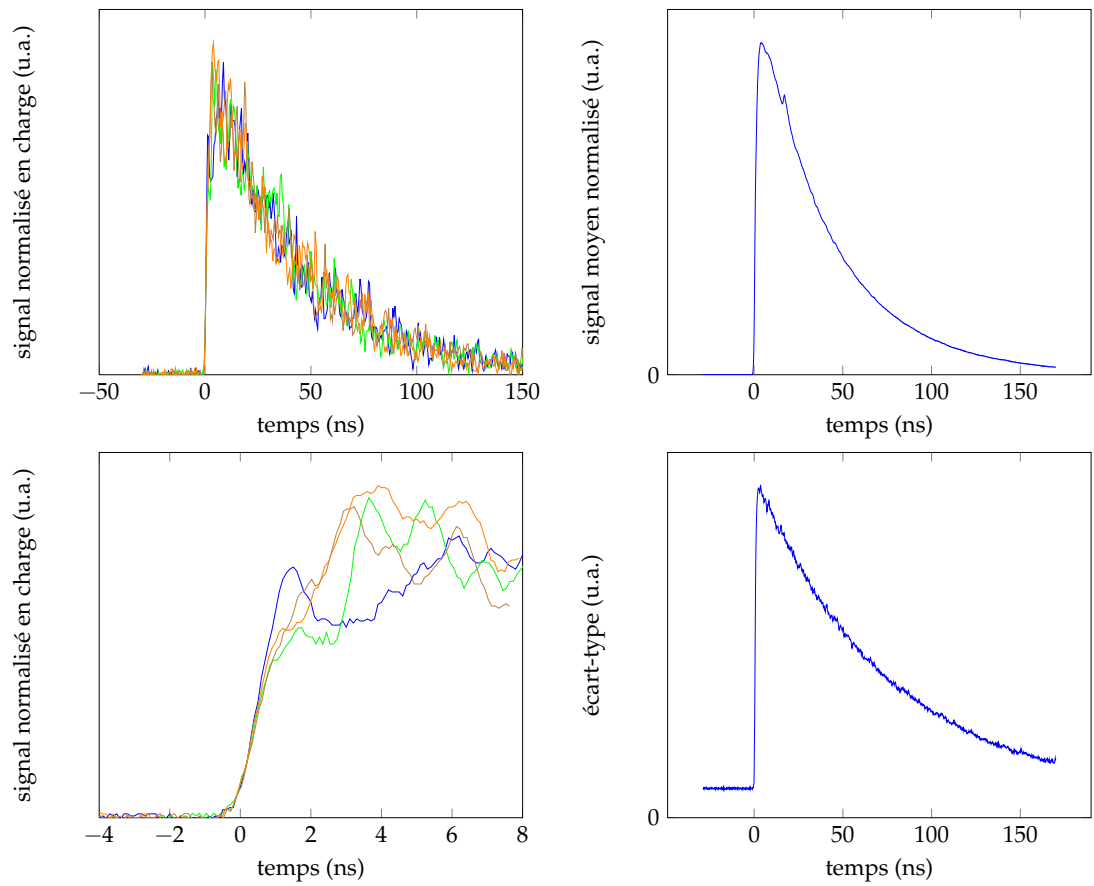 signal normalisé en charge (u.a.)
−50
0
50
100
150
temps (ns)
signal moyen normalisé (u.a.)
0
0
50
100
150
temps (ns)
signal normalisé en charge (u.a.)
−4
−2
0
2
4
6
8
temps (ns)
écart-type (u.a.)
0
0
50
100
150
temps (ns)